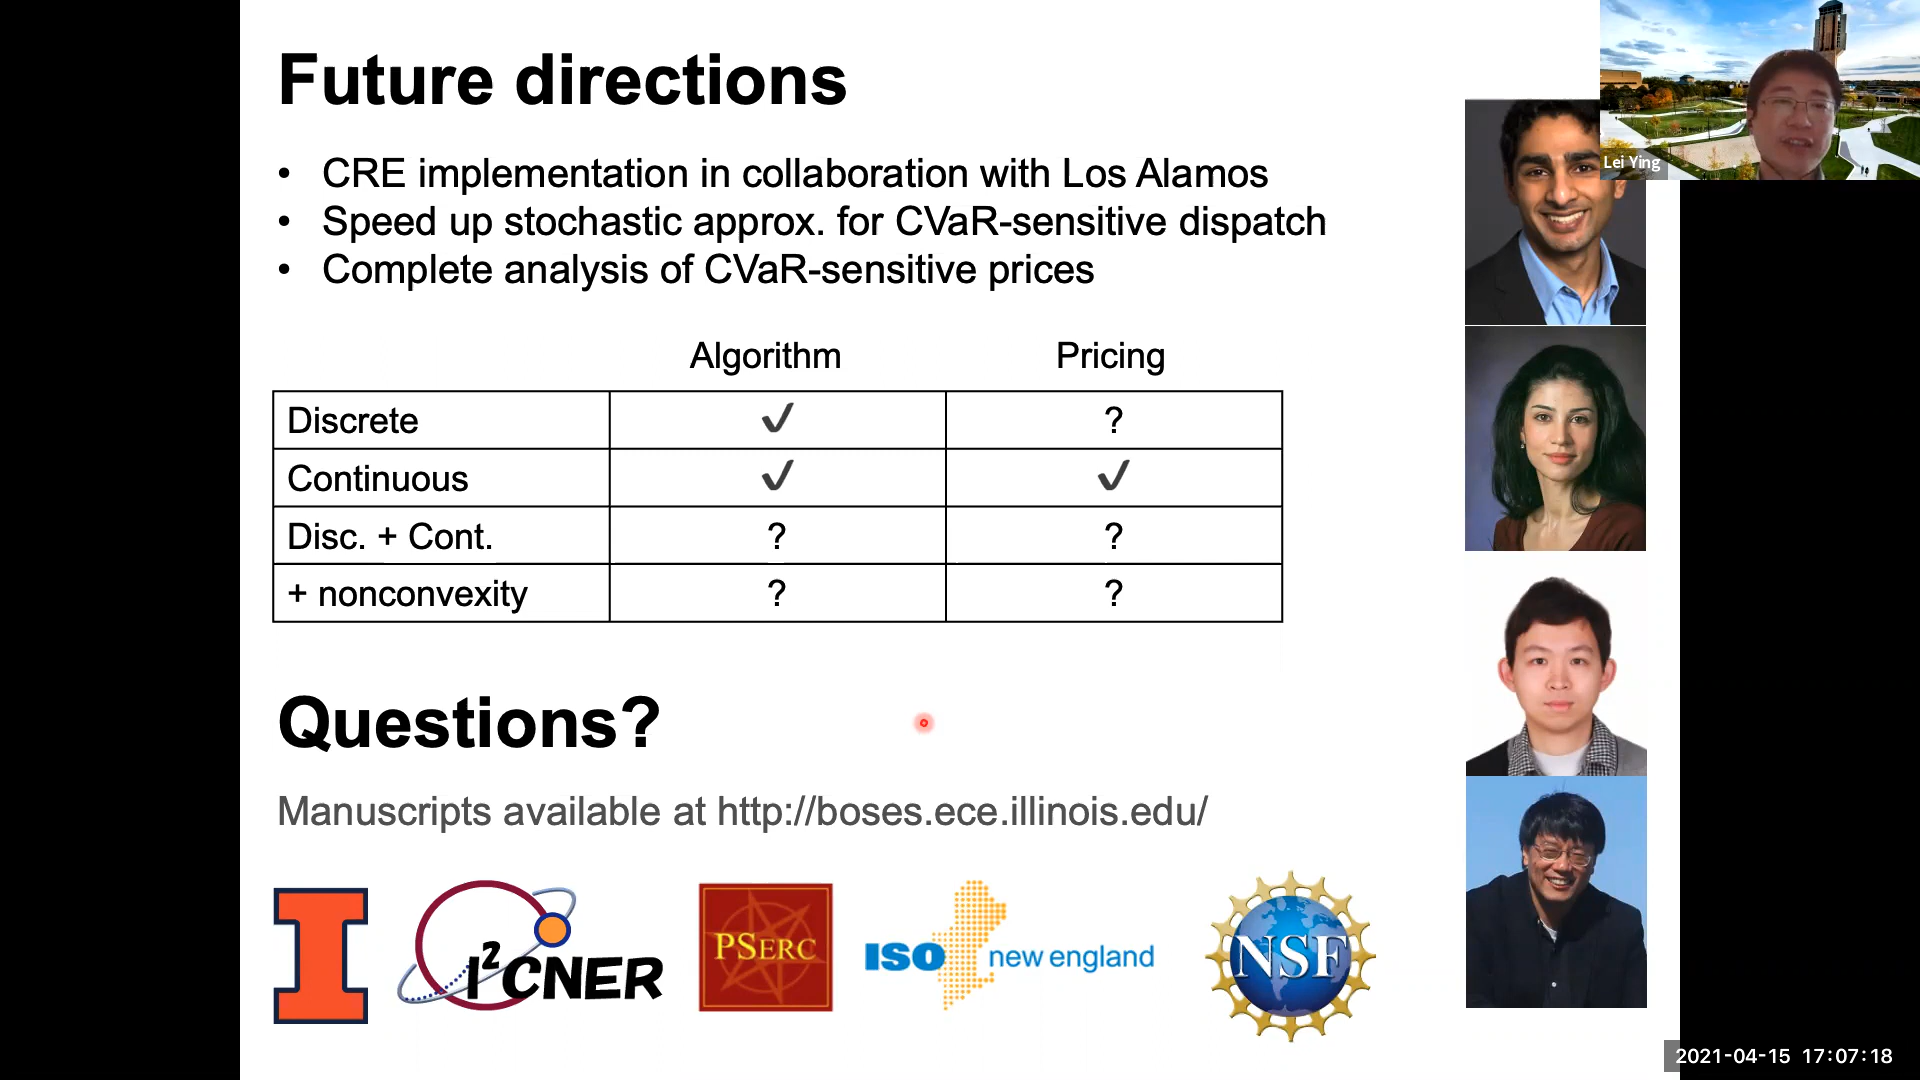 Future directions
• CRE implementation in collaboration with Los Alamos
• Speed up stochastic approx. for CVaR-sensitive dispatch
• Complete analysis of CVaR-sensitive prices
Algorithm Pricing
Discrete ✓ ?
Continuous ✓ ✓
Disc. + Cont. ? ?
+ nonconvexity ? ?
Questions?
Manuscripts available at http://boses.ece.illinois.edu/
I
I²CNER
PSERC
ISO new england
NSF
Lei Ying
2021-04-15 17:07:18